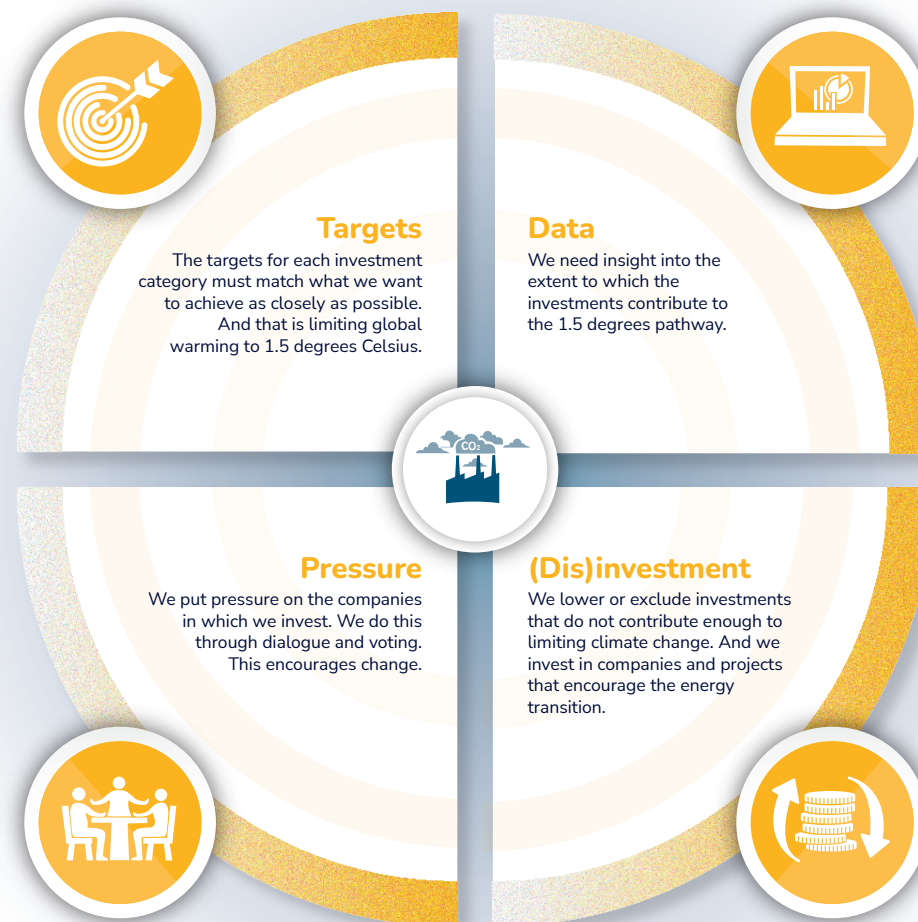 Targets
The targets for each investment
category must match what we want
to achieve as closely as possible.
And that is limiting global
warming to 1.5 degrees Celsius.
Data
We need insight into the
extent to which the
investments contribute to
the 1.5 degrees pathway.
CO₂
Pressure
We put pressure on the companies
in which we invest. We do this
through dialogue and voting.
This encourages change.
(Dis)investment
We lower or exclude investments
that do not contribute enough to
limiting climate change. And we
invest in companies and projects
that encourage the energy
transition.